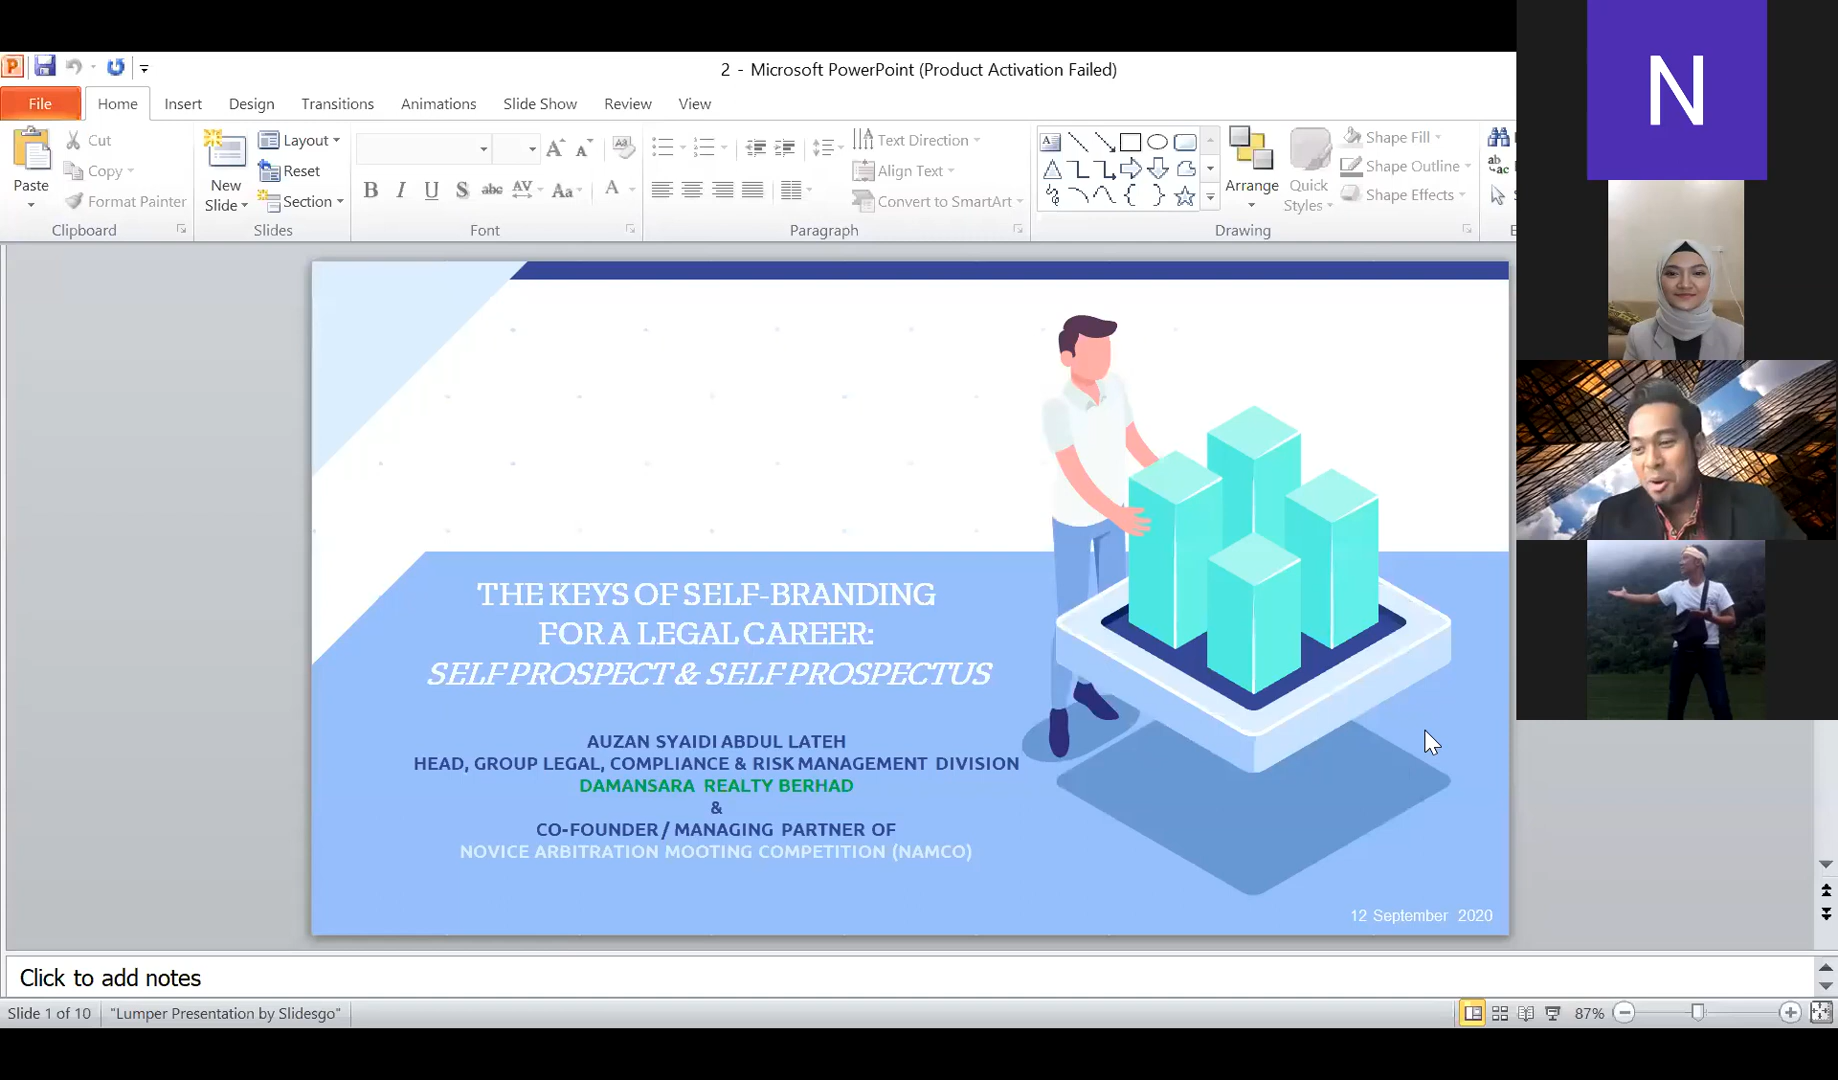 2 - Microsoft PowerPoint (Product Activation Failed)
File Home Insert Design Transitions Animations Slide Show Review View
Paste
Cut
Copy
Format Painter
Clipboard
New Slide
Layout
Reset
Section
Slides
B I U S abc AV Aa A
Font
Text Direction
Align Text
Convert to SmartArt
Paragraph
Arrange
Quick Styles
Shape Fill
Shape Outline
Shape Effects
Drawing
N
THE KEYS OF SELF-BRANDING
FOR A LEGAL CAREER:
SELF PROSPECT & SELF PROSPECTUS
AUZAN SYAIDI ABDUL LATEH
HEAD, GROUP LEGAL, COMPLIANCE & RISK MANAGEMENT DIVISION
DAMANSARA REALTY BERHAD
&
CO-FOUNDER / MANAGING PARTNER OF
NOVICE ARBITRATION MOOTING COMPETITION (NAMCO)
12 September 2020
Click to add notes
Slide 1 of 10 "Lumper Presentation by Slidesgo" 87%